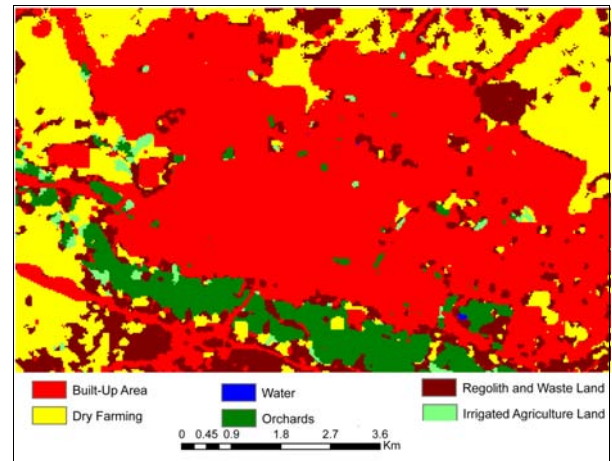 Built-Up Area
Water
Regolith and Waste Land
Dry Farming
Orchards
Irrigated Agriculture Land
0 0.45 0.9 1.8 2.7 3.6
Km